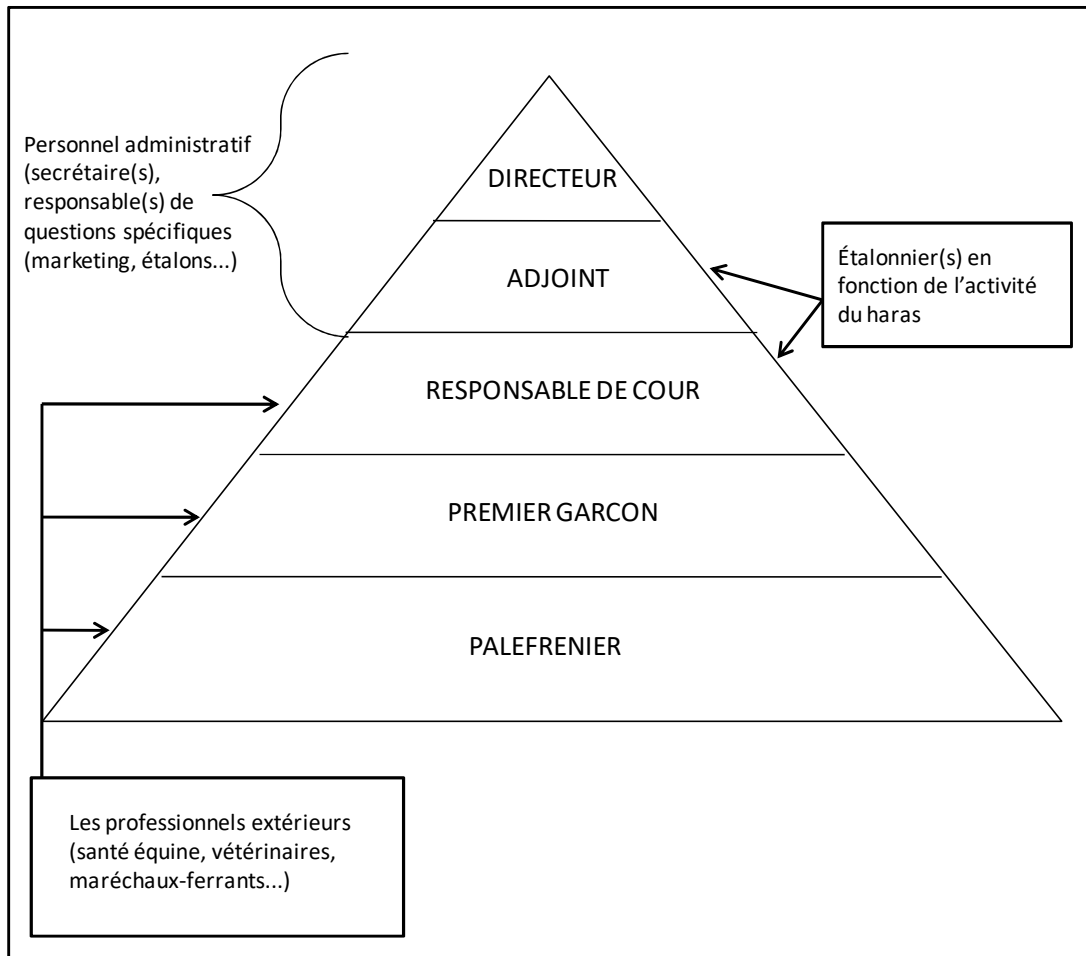 Personnel administratif
(secrétaire(s),
responsable(s) de
questions spécifiques
(marketing, étalons...)
DIRECTEUR
ADJOINT
Étalonnier(s) en
fonction de l'activité
du haras
RESPONSABLE DE COUR
PREMIER GARCON
PALEFRENIER
Les professionnels extérieurs
(santé équine, vétérinaires,
maréchaux-ferrants...)